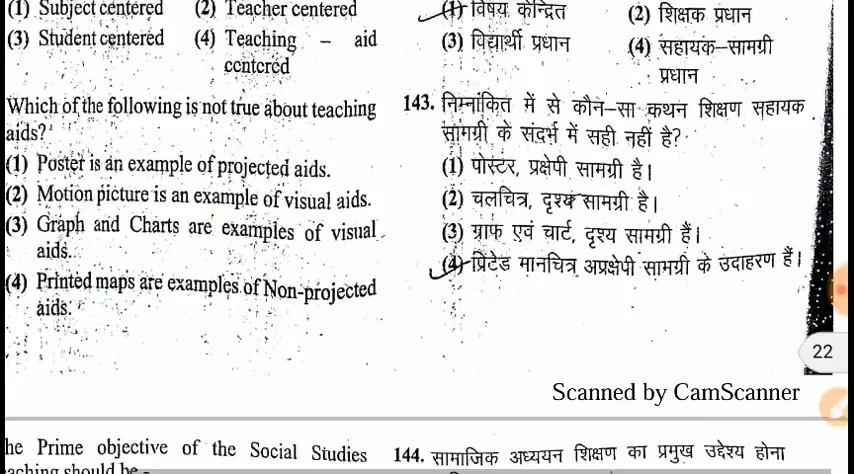 (1) Subject centered (2) Teacher centered
(3) Student centered (4) Teaching – aid
centered
Which of the following is not true about teaching
aids?
(1) Poster is an example of projected aids.
(2) Motion picture is an example of visual aids.
(3) Graph and Charts are examples of visual
aids.
(4) Printed maps are examples of Non-projected
aids.
(1) विषय केन्द्रित (2) शिक्षक प्रधान
(3) विद्यार्थी प्रधान (4) सहायक–सामग्री
प्रधान
143. निम्नांकित में से कौन–सा कथन शिक्षण सहायक
सामग्री के संदर्भ में सही नहीं है?
(1) पोस्टर, प्रक्षेपी सामग्री है।
(2) चलचित्र, दृश्य सामग्री है।
(3) ग्राफ एवं चार्ट, दृश्य सामग्री हैं।
(4) प्रिंटेड मानचित्र अप्रक्षेपी सामग्री के उदाहरण हैं।
22
Scanned by CamScanner
he Prime objective of the Social Studies
aching should be -
144. सामाजिक अध्ययन शिक्षण का प्रमुख उद्देश्य होना